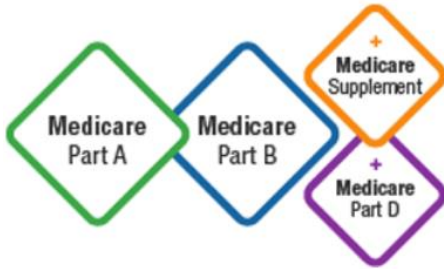 Medicare
Part A
Medicare
Part B
+
Medicare
Supplement
+
Medicare
Part D